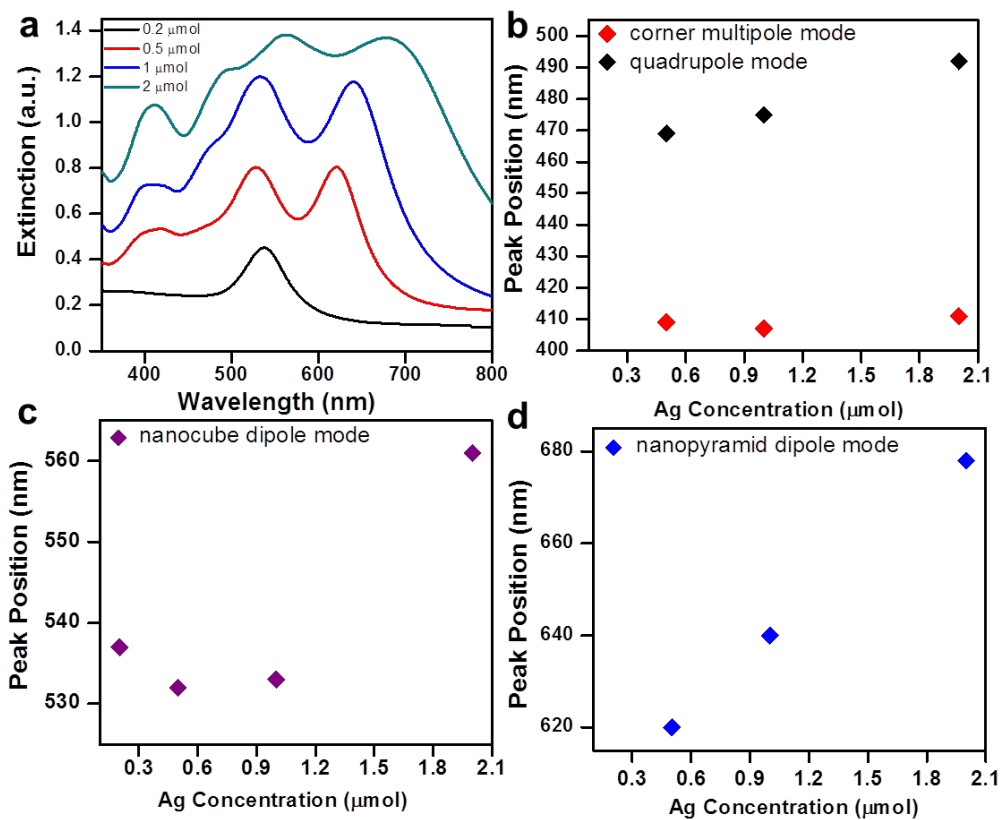 a
0.2 μmol
0.5 μmol
1 μmol
2 μmol
1.4
1.2
1.0
0.8
0.6
0.4
0.2
0.0
Extinction (a.u.)
400 500 600 700 800
Wavelength (nm)
b
corner multipole mode
quadrupole mode
500
490
480
470
460
450
440
430
420
410
400
Peak Position (nm)
0.3 0.6 0.9 1.2 1.5 1.8 2.1
Ag Concentration (μmol)
c
nanocube dipole mode
560
550
540
530
Peak Position (nm)
0.3 0.6 0.9 1.2 1.5 1.8 2.1
Ag Concentration (μmol)
d
nanopyramid dipole mode
680
660
640
620
Peak Position (nm)
0.3 0.6 0.9 1.2 1.5 1.8 2.1
Ag Concentration (μmol)